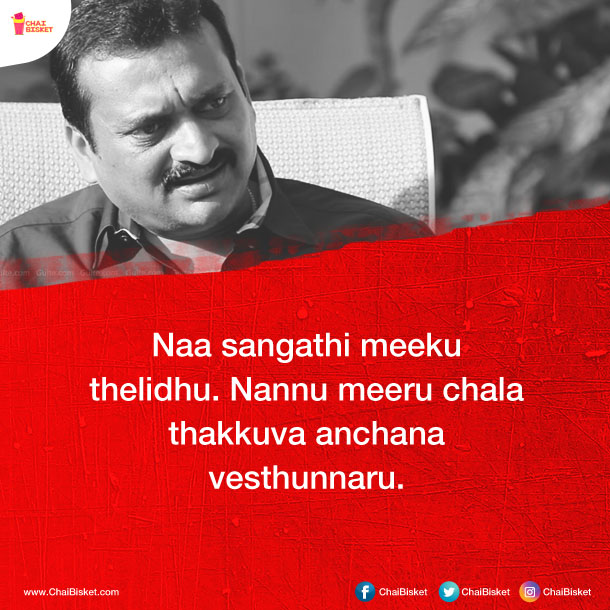 CHAI
BISKET
Naa sangathi meeku
thelidhu. Nannu meeru chala
thakkuva anchana
vesthunnaru.
www.ChaiBisket.com
ChaiBisket
ChaiBisket
ChaiBisket